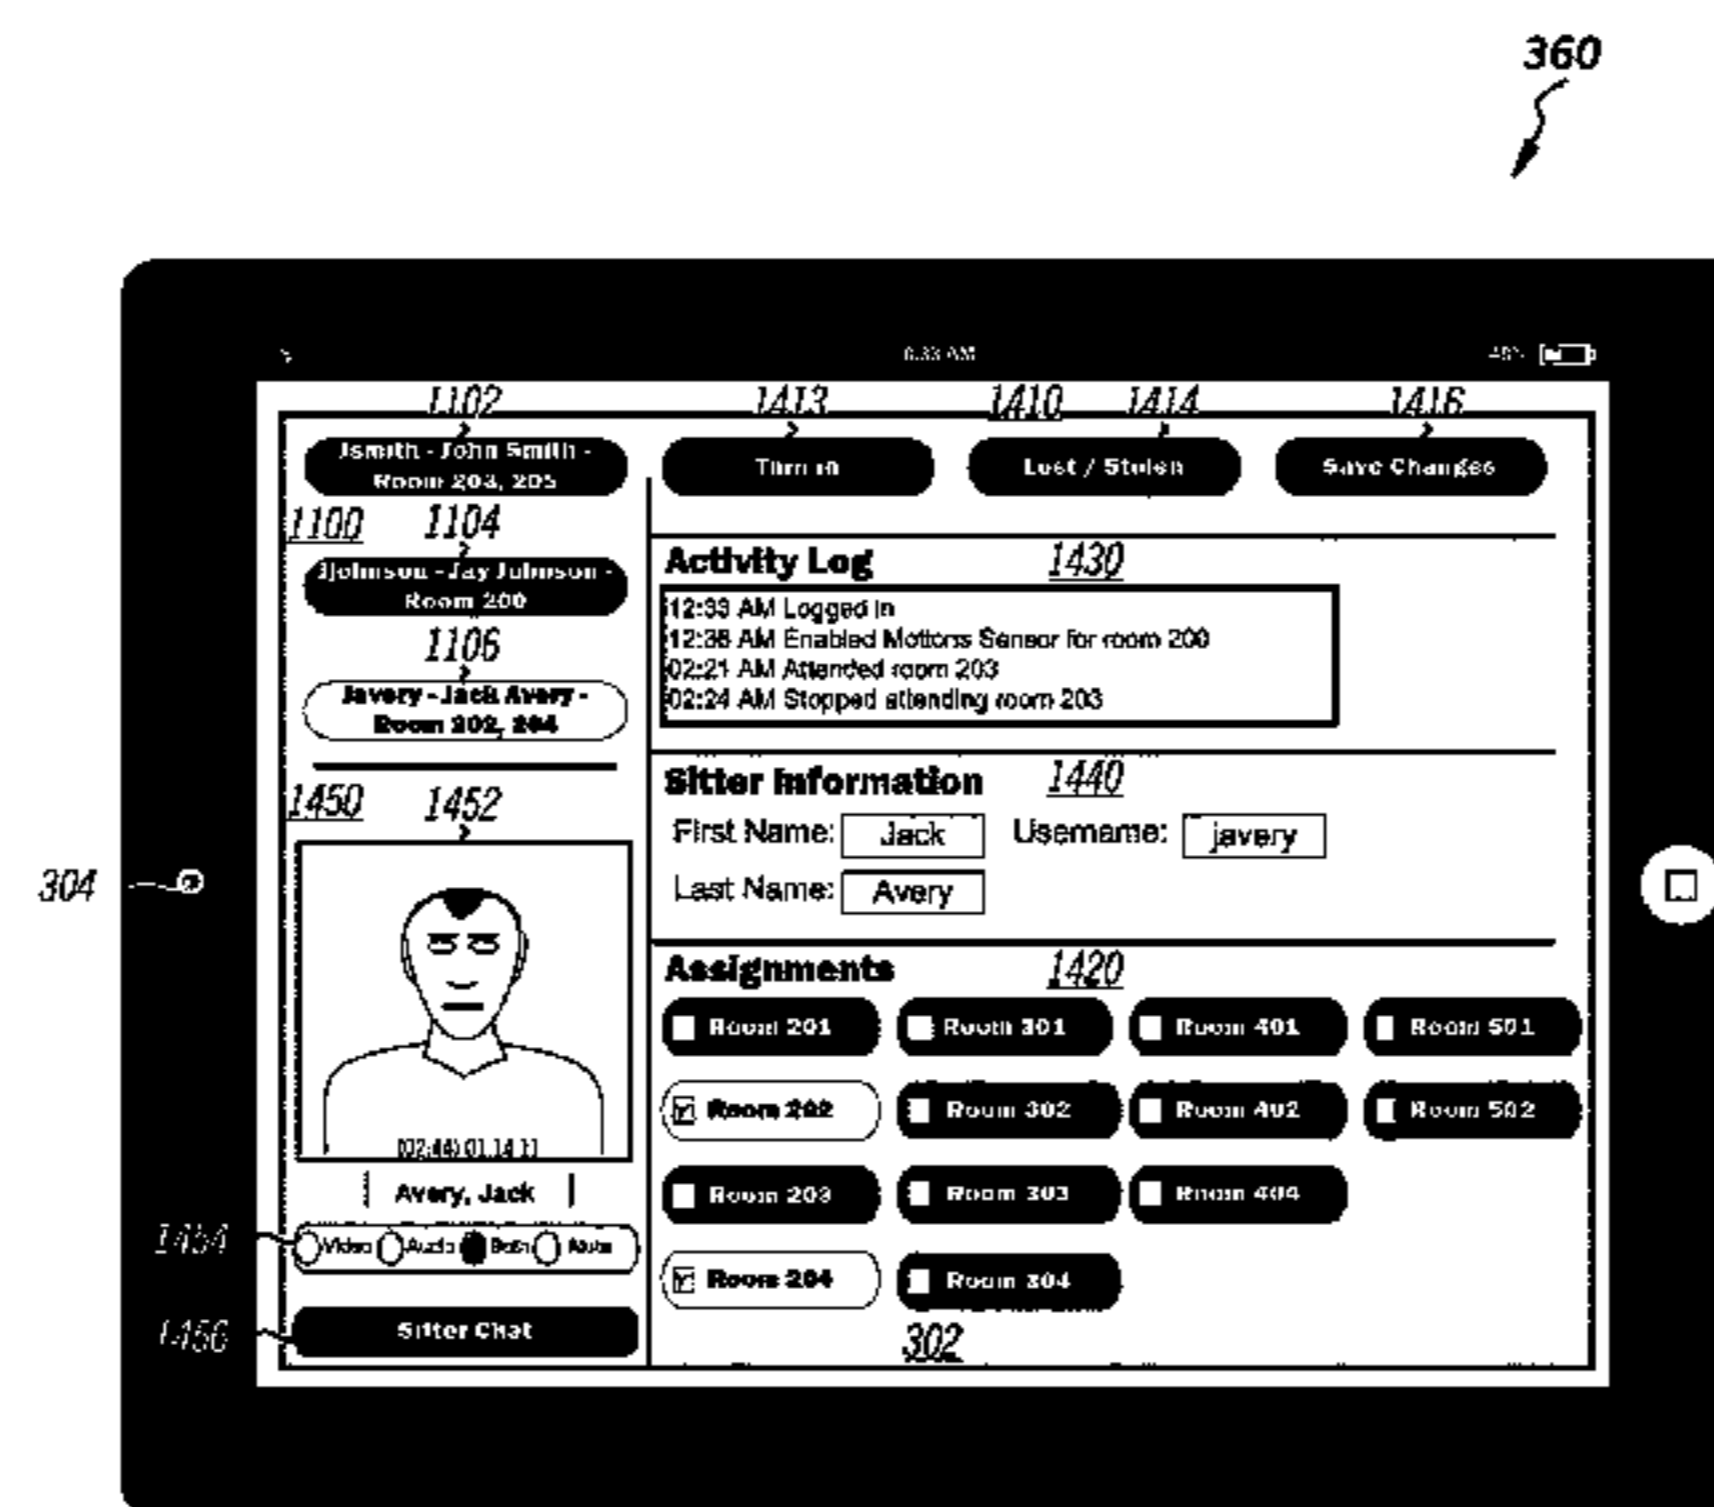 360
1102 1413 1410 1414 1416
Jsmith - John Smith -
Room 203, 205
Turn in
Lost / Stolen
Save Changes
1100 1104
Jjohnson - Jay Johnson -
Room 200
1106
Javery - Jack Avery -
Room 202, 204
Activity Log 1430
12:33 AM Logged in
12:36 AM Enabled Motions Sensor for room 200
02:21 AM Attended room 203
02:24 AM Stopped attending room 203
Sitter Information 1440
First Name: Jack Username: javery
Last Name: Avery
1450 1452
304
Avery, Jack
1454
Video Audio Both Mute
1456
Sitter Chat
Assignments 1420
Room 201 Room 301 Room 401 Room 501
Room 202 Room 302 Room 402 Room 502
Room 203 Room 303 Room 404
Room 204 Room 304
302